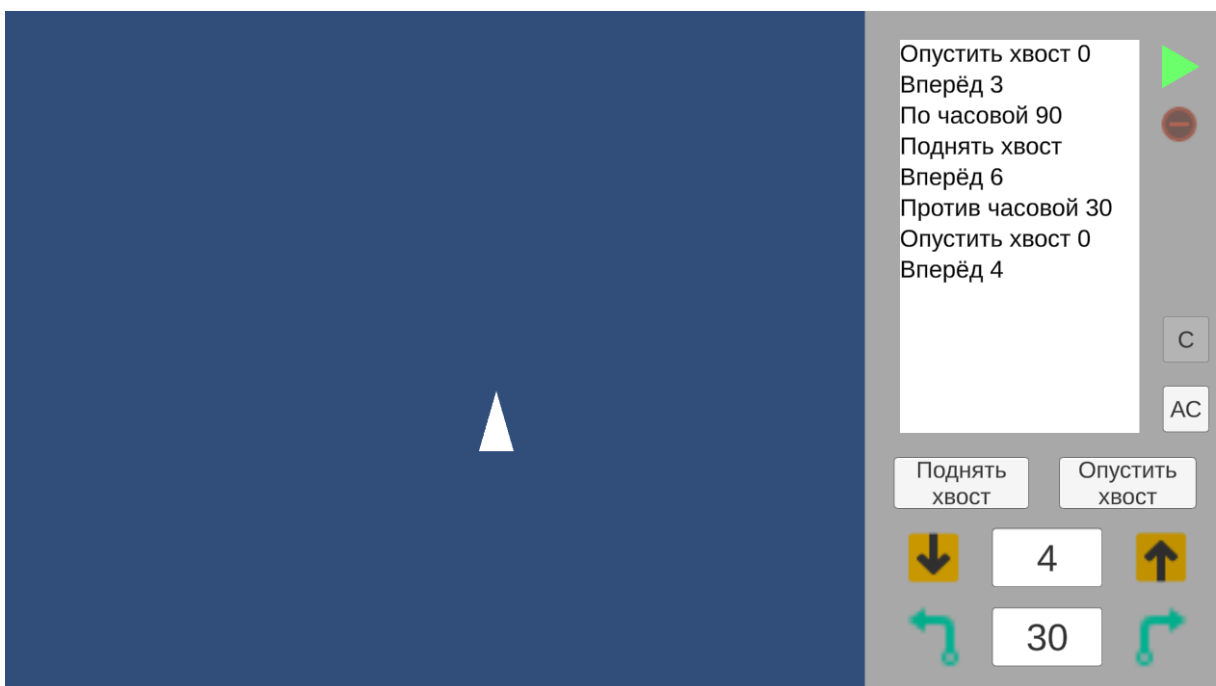 Опустить хвост 0
Вперёд 3
По часовой 90
Поднять хвост
Вперёд 6
Против часовой 30
Опустить хвост 0
Вперёд 4
C
AC
Поднять
хвост
Опустить
хвост
4
30